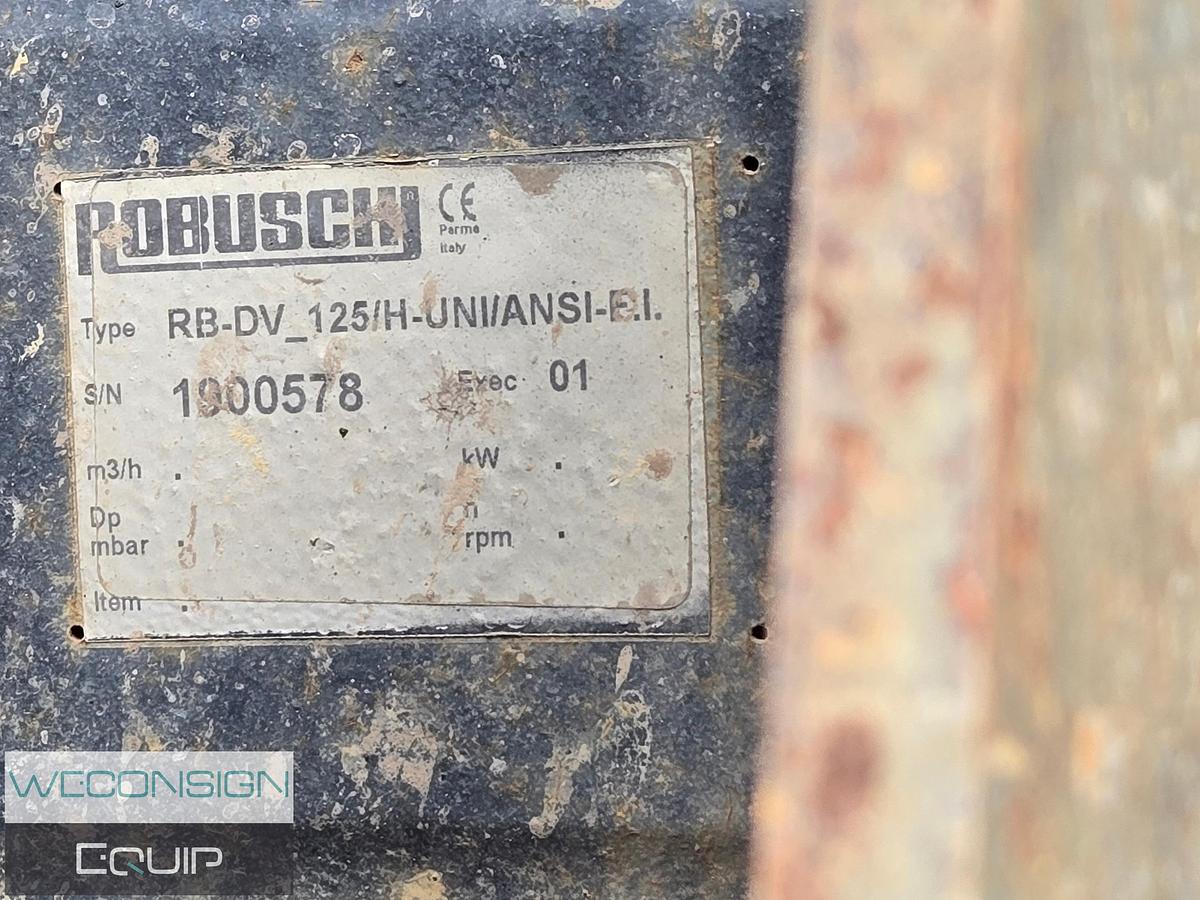 ROBUSCHI® CE
Parma
Italy
Type RB-DV_125/H-UNI/ANSI-E.I.
S/N 1900578 Exec 01
m3/h . kW .
Dp mbar . n rpm .
Item .
WECONSIGN
EQUIP